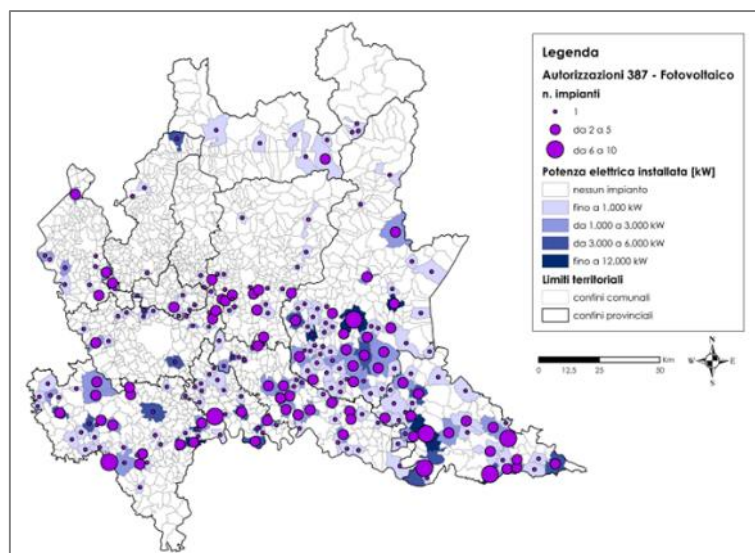 Legenda
Autorizzazioni 387 - Fotovoltaico
n. impianti
1
da 2 a 5
da 6 a 10
Potenza elettrica installata [kW]
nessun impianto
fino a 1.000 kW
da 1.000 a 3.000 kW
da 3.000 a 6.000 kW
fino a 12.000 kW
Limiti territoriali
confini comunali
confini provinciali
Km
0 12,5 25 50
N
W E
S